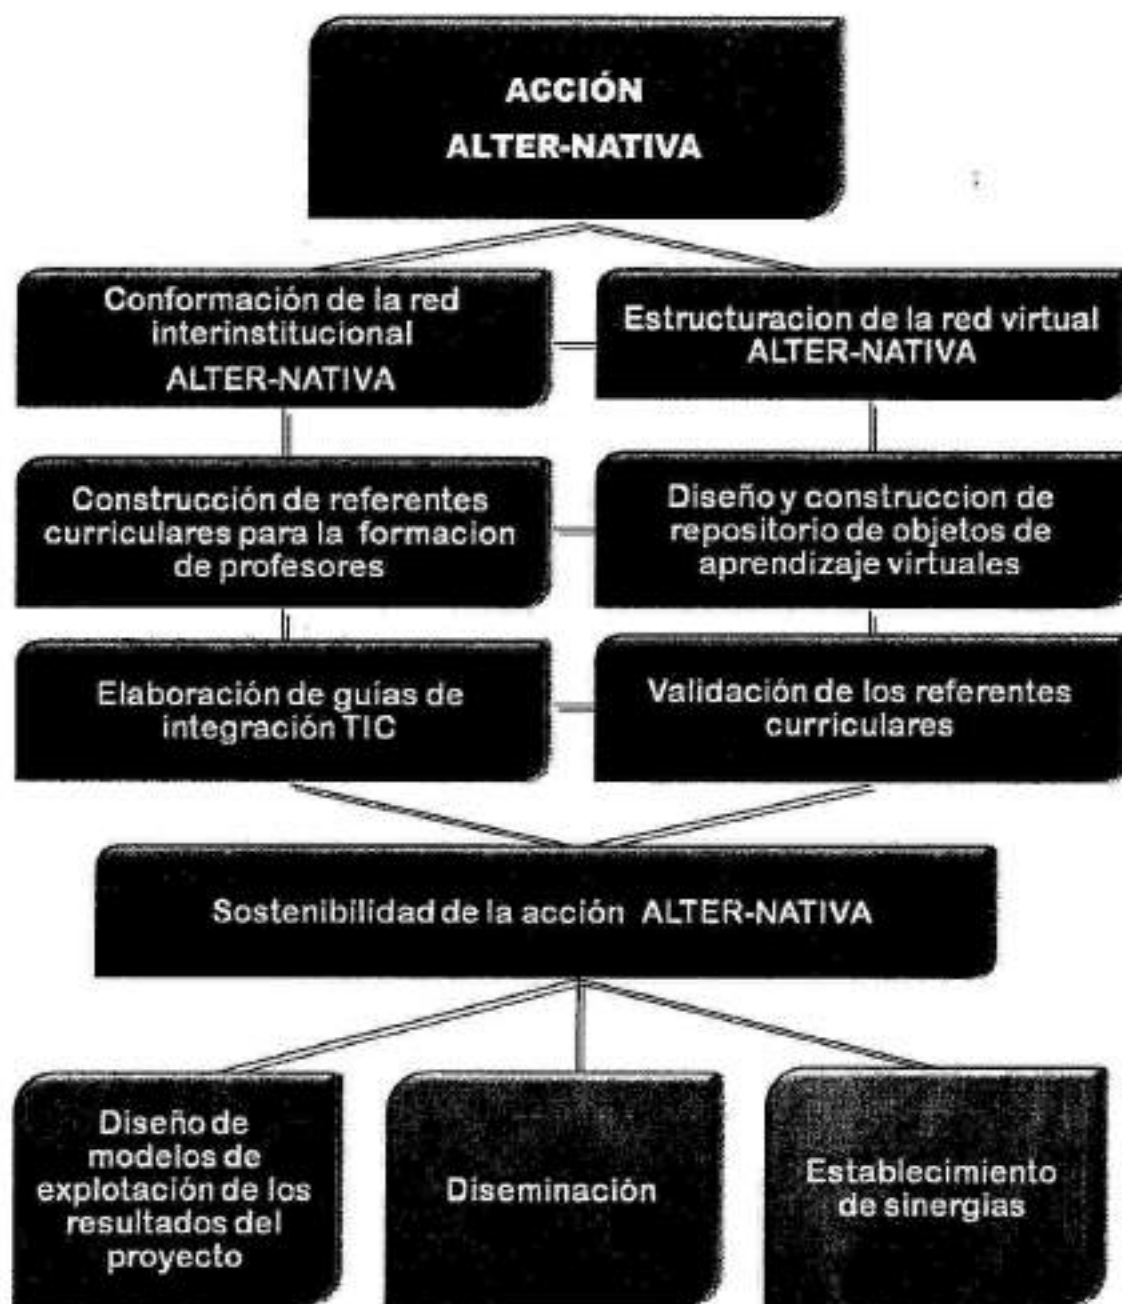 ACCIÓN
ALTER-NATIVA
Conformación de la red
interinstitucional
ALTER-NATIVA
Estructuracion de la red virtual
ALTER-NATIVA
Construcción de referentes
curriculares para la formacion
de profesores
Diseño y construccion de
repositorio de objetos de
aprendizaje virtuales
Elaboración de guías de
integración TIC
Validación de los referentes
curriculares
Sostenibilidad de la acción ALTER-NATIVA
Diseño de
modelos de
explotación de los
resultados del
proyecto
Diseminación
Establecimiento
de sinergias